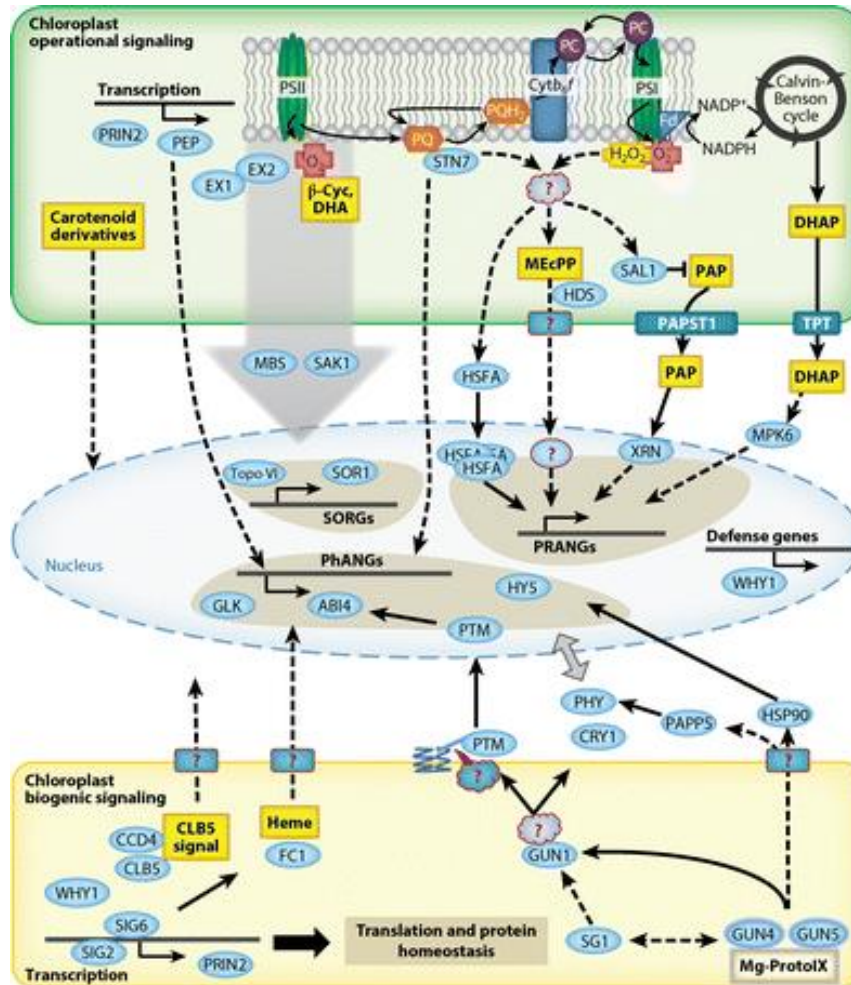 Chloroplast
operational signaling
Transcription
PRIN2
PEP
EX1
EX2
PSII
O₂
β-Cyc,
DHA
Carotenoid
derivatives
PQ
PQH₂
STN7
Cytb₆f
PC
PC
PSI
Fd
H₂O₂
O₂
NADP⁺
NADPH
Calvin-
Benson
cycle
?
MEcPP
HDS
?
SAL1
PAP
PAPST1
PAP
DHAP
TPT
DHAP
MPK6
MBS
SAK1
HSFA
HSFA
HSFA
?
XRN
Topo VI
SOR1
SORGs
PRANGs
Defense genes
WHY1
Nucleus
PhANGs
GLK
ABI4
HY5
PTM
PHY
CRY1
PAPP5
HSP90
PTM
?
?
?
?
Chloroplast
biogenic signaling
CCD4
CLB5
CLB5
signal
Heme
FC1
WHY1
SIG6
SIG2
PRIN2
Transcription
Translation and protein
homeostasis
?
GUN1
SG1
GUN4
GUN5
Mg-ProtoIX